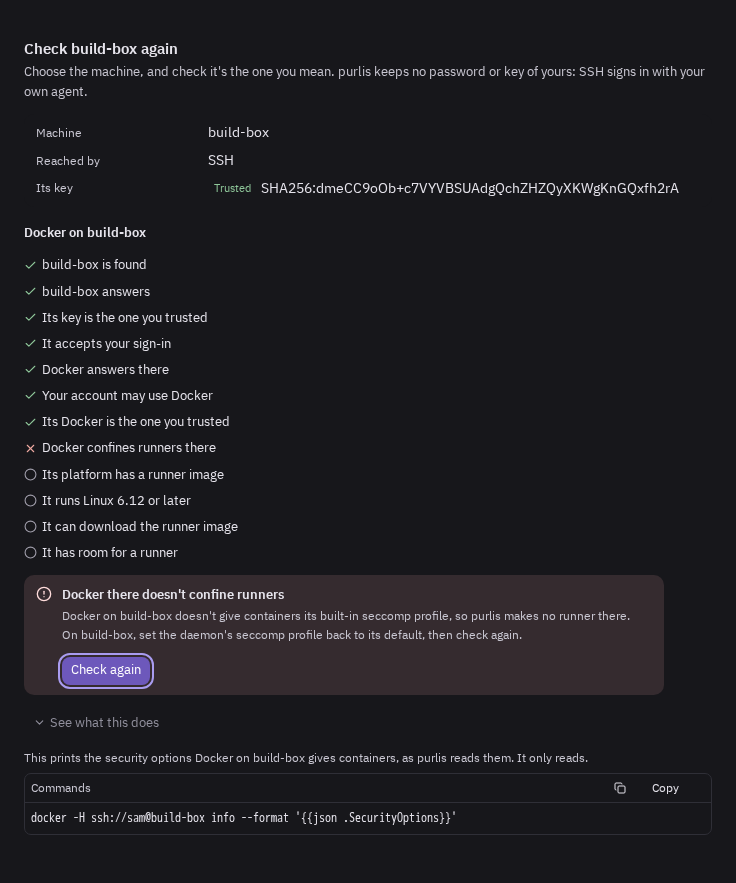 Check build-box again
Choose the machine, and check it's the one you mean. purlis keeps no password or key of yours: SSH signs in with your
own agent.
Machine build-box
Reached by SSH
Its key Trusted SHA256:dmeCC9oOb+c7VYVBSUAdgQchZHZQyXKWgKnGQxfh2rA
Docker on build-box
build-box is found
build-box answers
Its key is the one you trusted
It accepts your sign-in
Docker answers there
Your account may use Docker
Its Docker is the one you trusted
Docker confines runners there
Its platform has a runner image
It runs Linux 6.12 or later
It can download the runner image
It has room for a runner
Docker there doesn't confine runners
Docker on build-box doesn't give containers its built-in seccomp profile, so purlis makes no runner there.
On build-box, set the daemon's seccomp profile back to its default, then check again.
Check again
See what this does
This prints the security options Docker on build-box gives containers, as purlis reads them. It only reads.
Commands Copy
docker -H ssh://sam@build-box info --format '{{json .SecurityOptions}}'